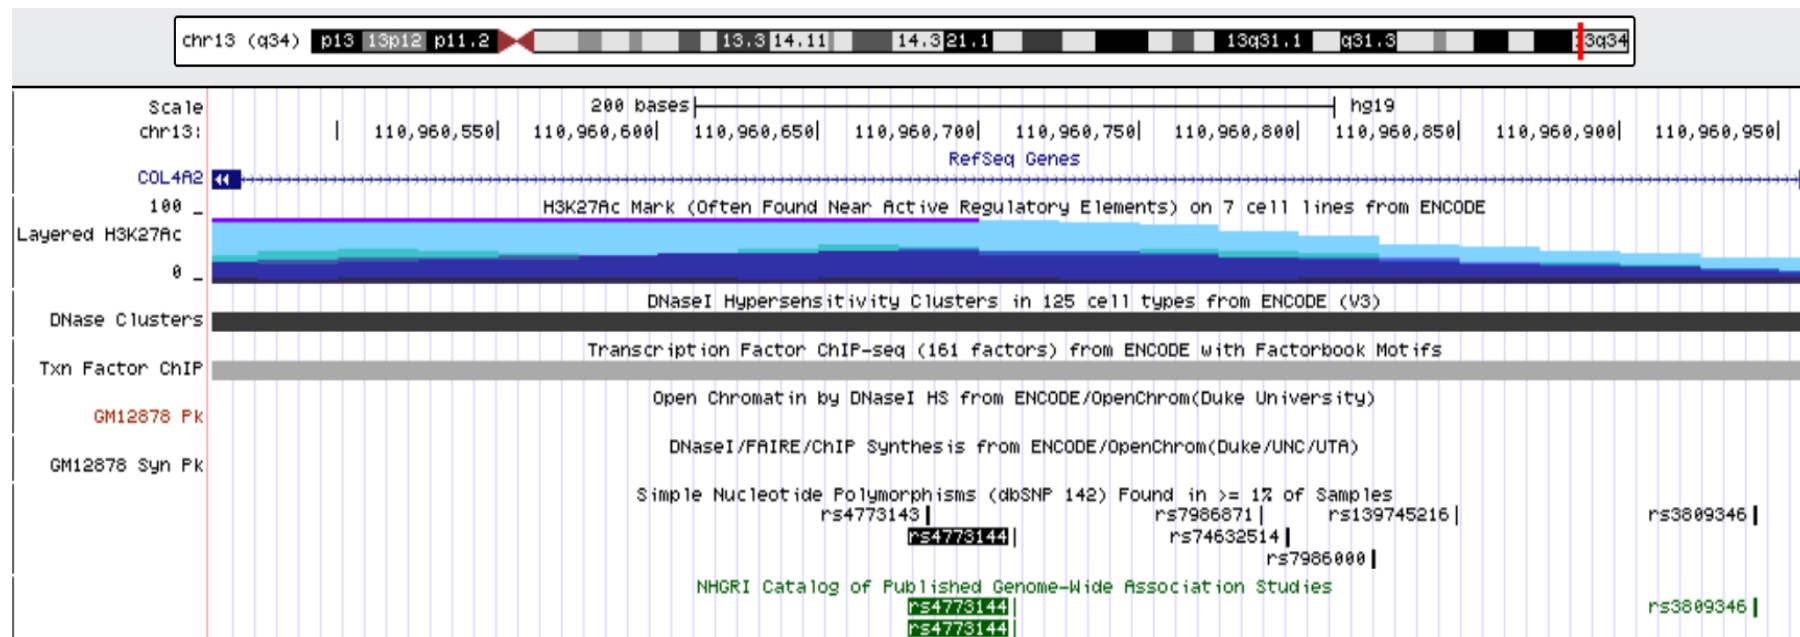 chr13 (q34) p13 13p12 p11.2 13.3 14.11 14.3 21.1 13q31.1 q31.3 13q34
Scale 200 bases hg19
chr13: 110,960,550 110,960,600 110,960,650 110,960,700 110,960,750 110,960,800 110,960,850 110,960,900 110,960,950
RefSeq Genes
COL4A2
100 _ H3K27Ac Mark (Often Found Near Active Regulatory Elements) on 7 cell lines from ENCODE
Layered H3K27Ac
0 _
DNaseI Hypersensitivity Clusters in 125 cell types from ENCODE (V3)
DNase Clusters
Transcription Factor ChIP-seq (161 factors) from ENCODE with Factorbook Motifs
Txn Factor ChIP
Open Chromatin by DNaseI HS from ENCODE/OpenChrom(Duke University)
GM12878 Pk
DNaseI/FAIRE/ChIP Synthesis from ENCODE/OpenChrom(Duke/UNC/UTA)
GM12878 Syn Pk
Simple Nucleotide Polymorphisms (dbSNP 142) Found in >= 1% of Samples
rs4773143 rs7986871 rs139745216 rs3809346
rs4773144 rs74632514
rs7986000
NHGRI Catalog of Published Genome-Wide Association Studies
rs4773144 rs3809346
rs4773144